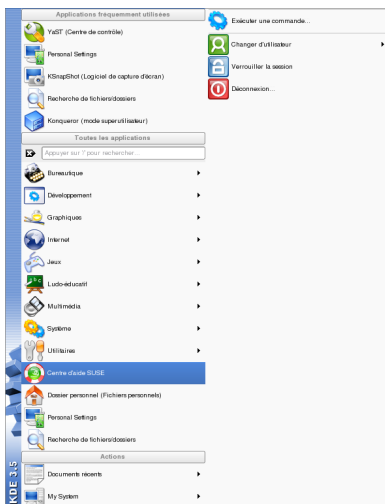 Applications fréquemment utilisées
YaST (Centre de contrôle)
Personal Settings
KSnapShot (Logiciel de capture d'écran)
Recherche de fichiers/dossiers
Konqueror (mode superutilisateur)
Toutes les applications
Appuyer sur '/' pour rechercher...
Bureautique
Développement
Graphiques
Internet
Jeux
Ludo-éducatif
Multimédia
Système
Utilitaires
Centre d'aide SUSE
Dossier personnel (Fichiers personnels)
Personal Settings
Recherche de fichiers/dossiers
Actions
Documents récents
My System
Exécuter une commande...
Changer d'utilisateur
Verrouiller la session
Déconnexion...
KDE 3.5